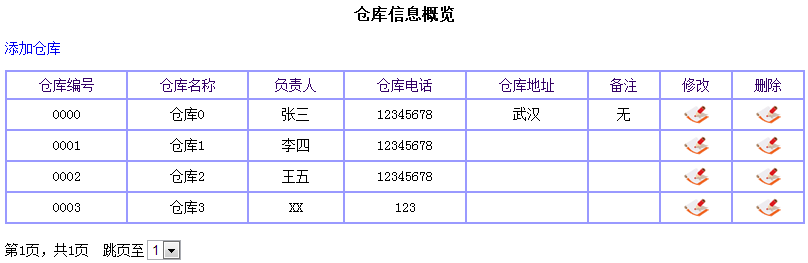 仓库信息概览
添加仓库
仓库编号 仓库名称 负责人 仓库电话 仓库地址 备注 修改 删除
0000 仓库0 张三 12345678 武汉 无
0001 仓库1 李四 12345678
0002 仓库2 王五 12345678
0003 仓库3 XX 123
第1页，共1页 跳页至 1